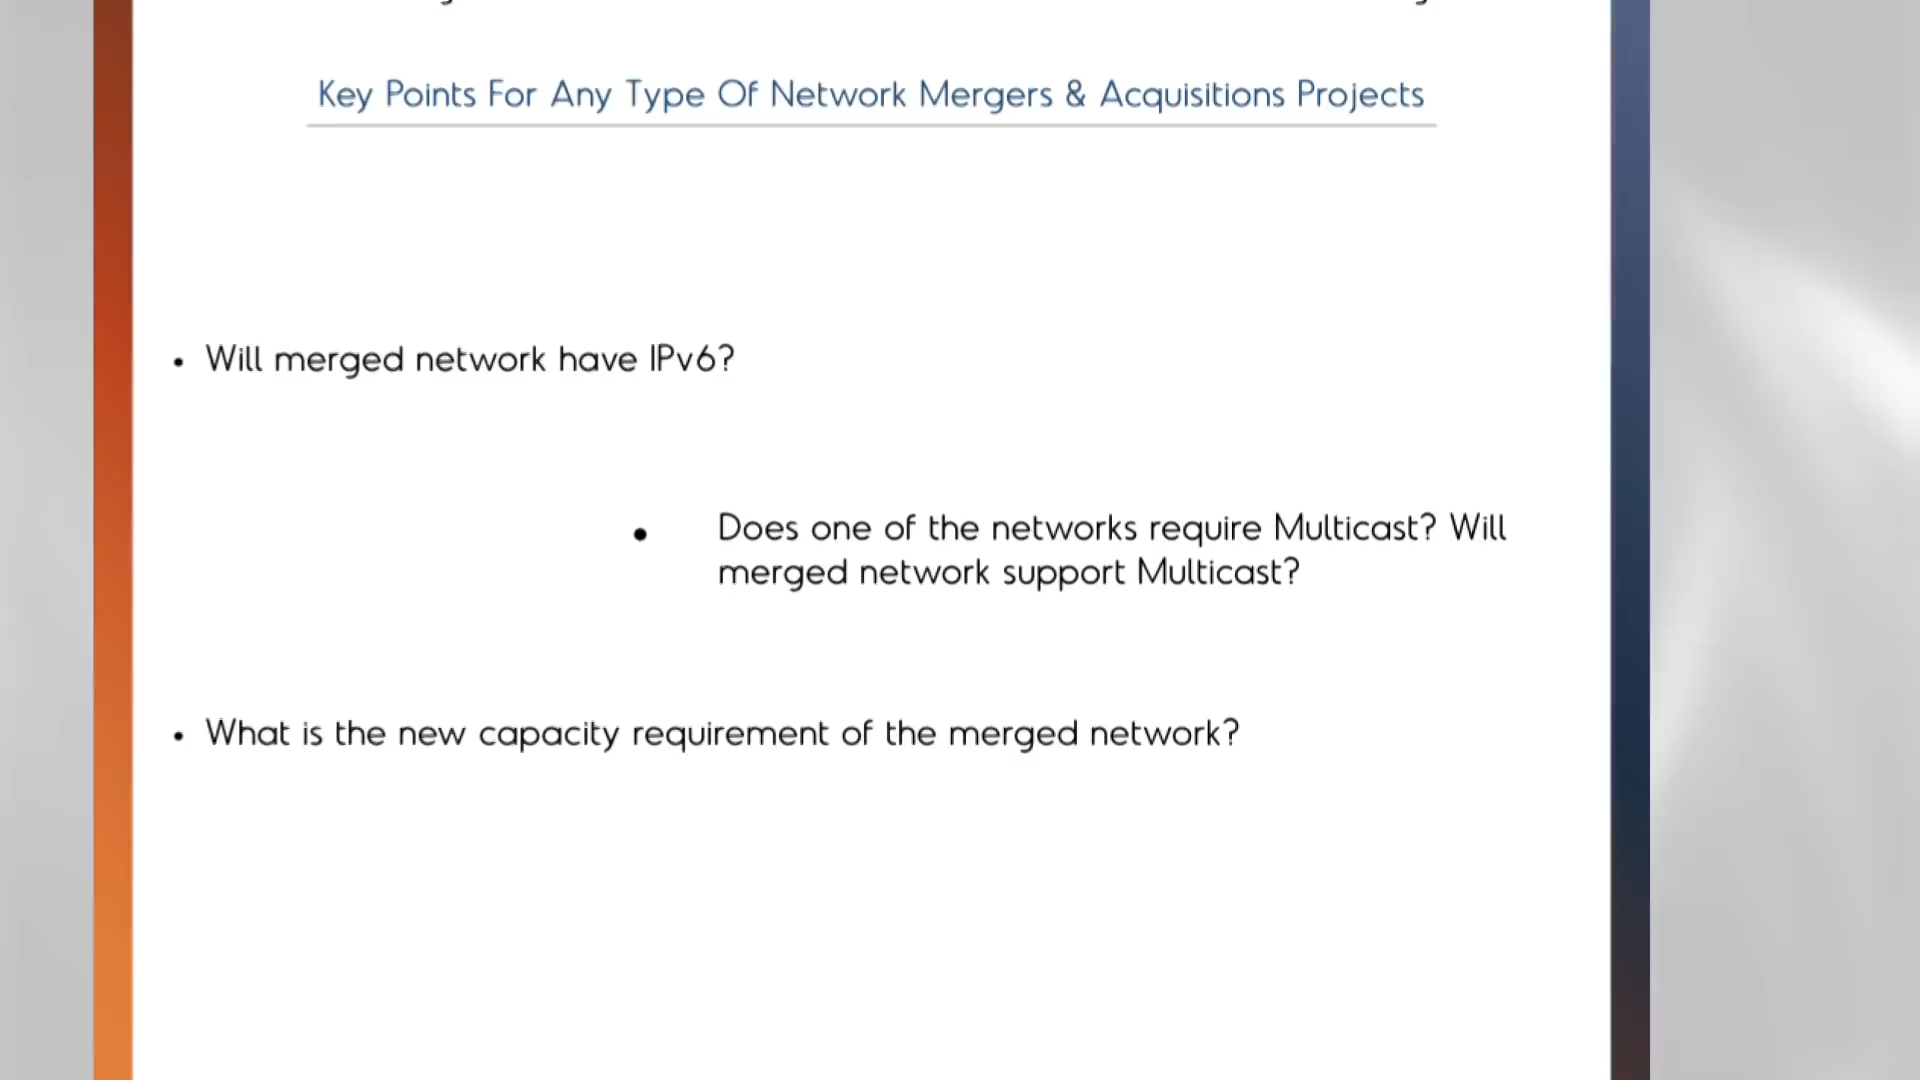 Key Points For Any Type Of Network Mergers & Acquisitions Projects
• Will merged network have IPv6?
• Does one of the networks require Multicast? Will
merged network support Multicast?
• What is the new capacity requirement of the merged network?